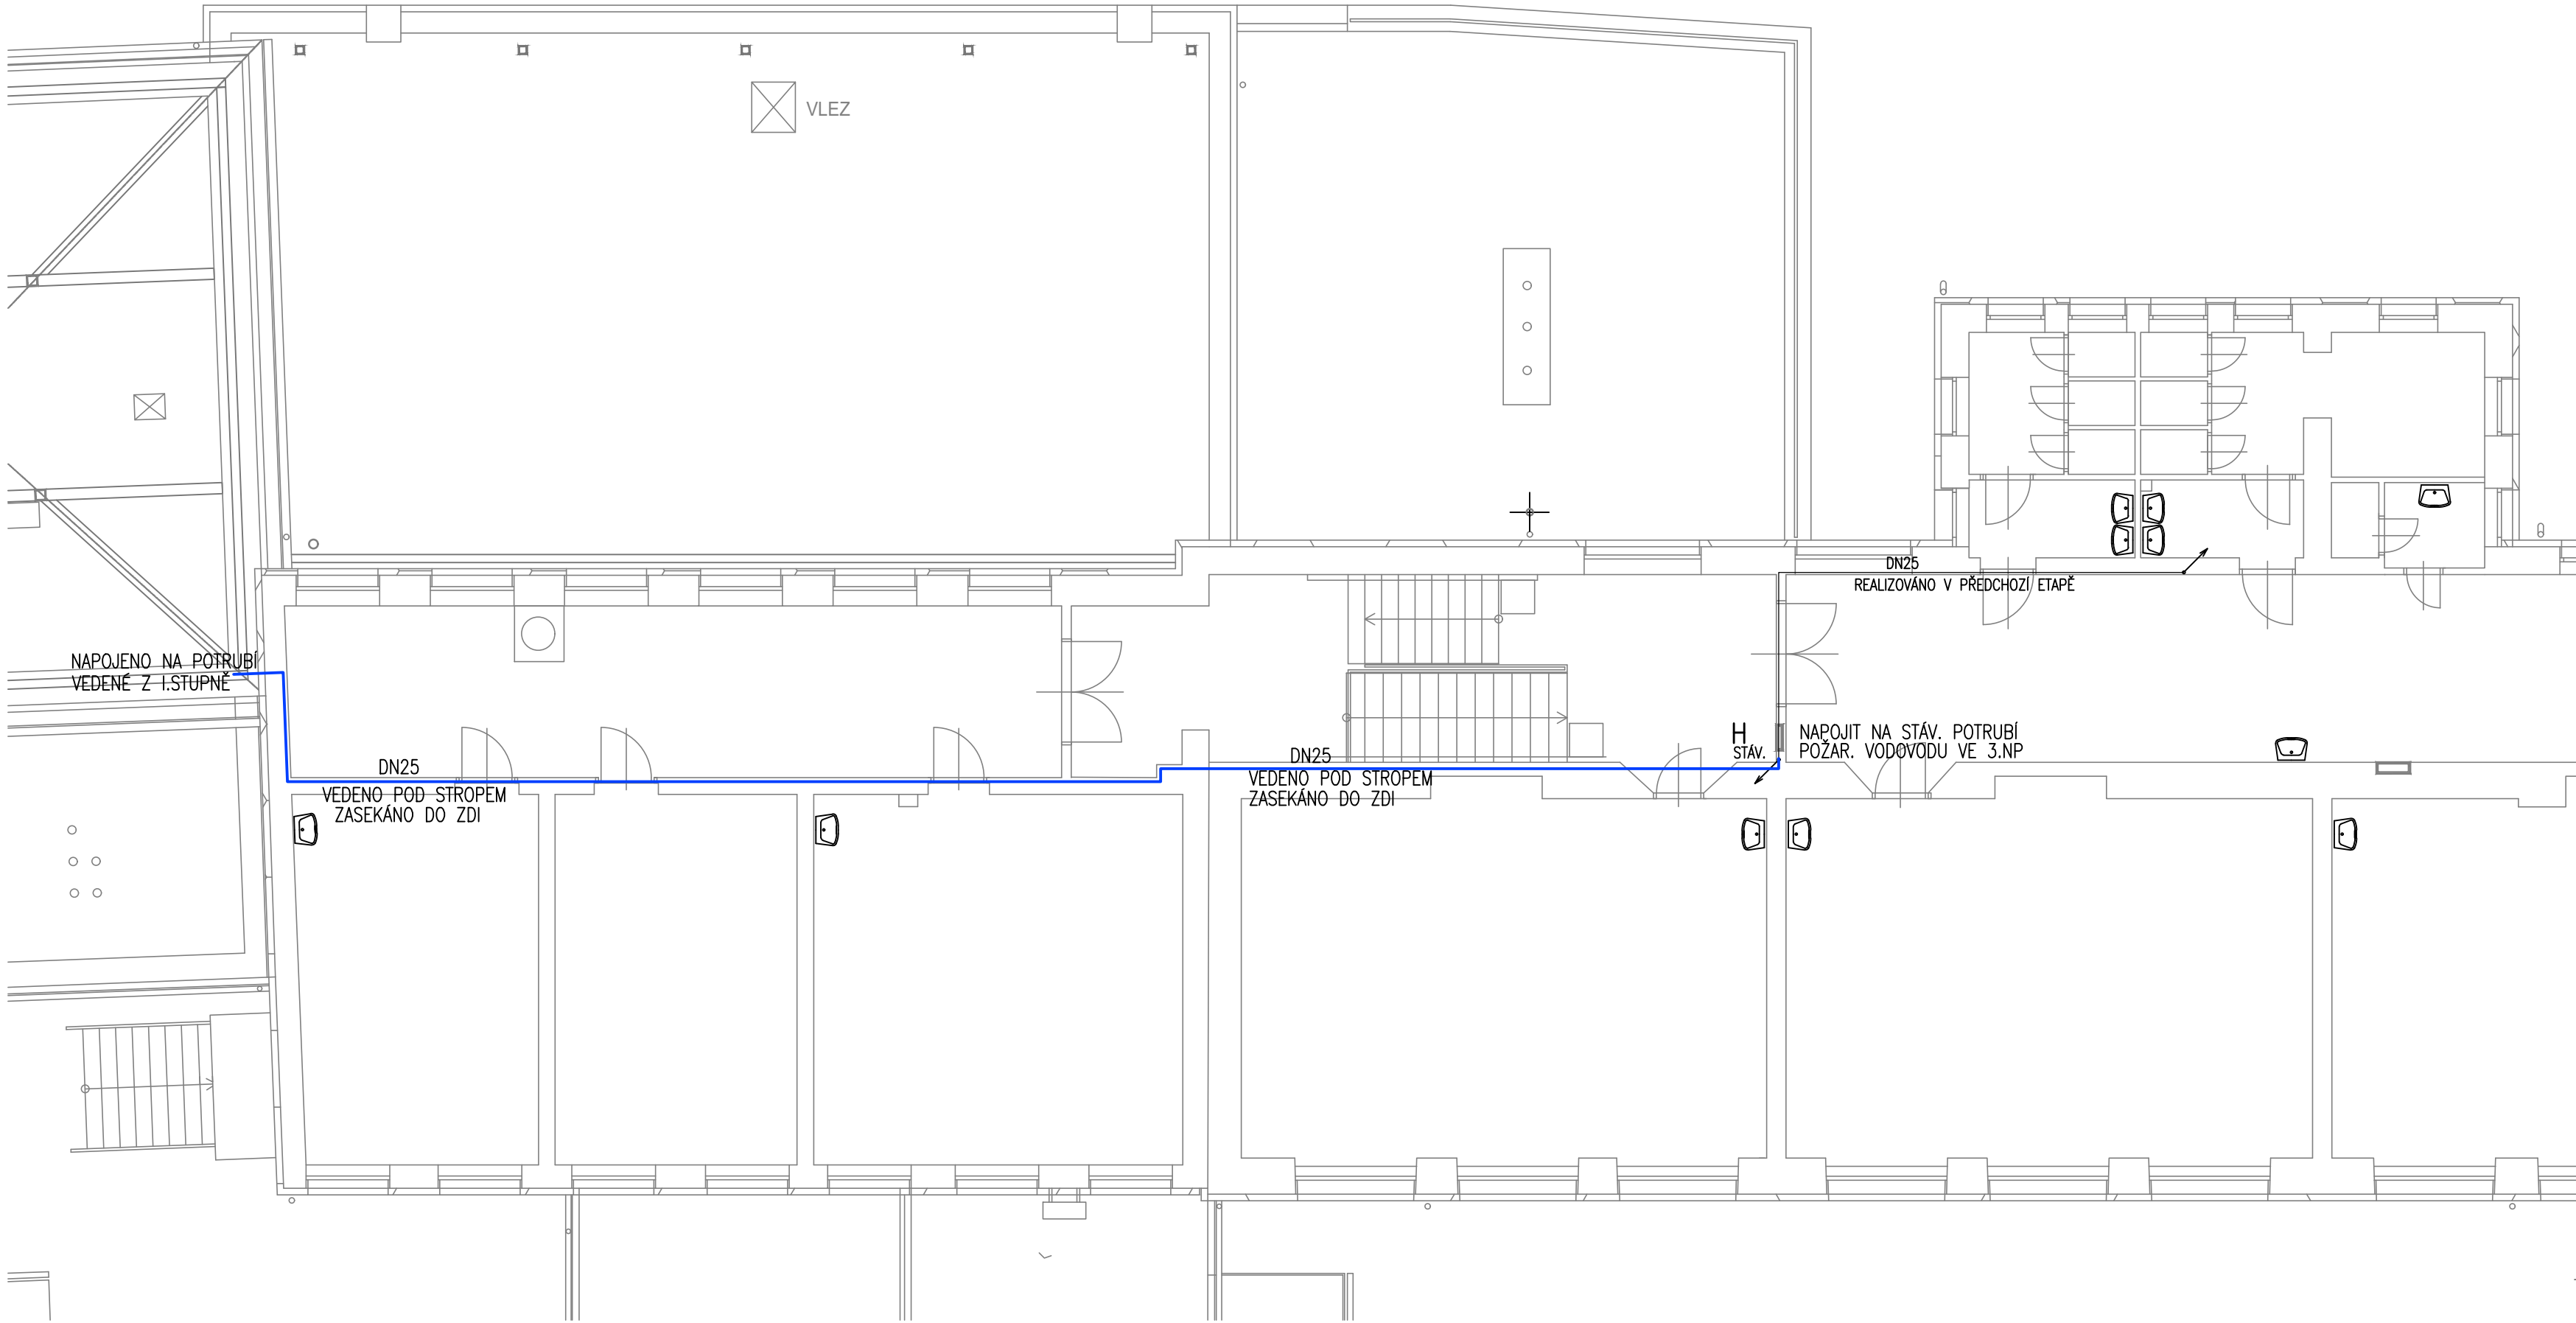 VLEZ
DN25
REALIZOVÁNO V PŘEDCHOZÍ ETAPĚ
NAPOJENO NA POTRUBÍ
VEDENÉ Z I.STUPNĚ
H
STÁV.
NAPOJIT NA STÁV. POTRUBÍ
POŽAR. VODOVODU VE 3.NP
DN25
VEDENO POD STROPEM
ZASEKÁNO DO ZDI
DN25
VEDENO POD STROPEM
ZASEKÁNO DO ZDI